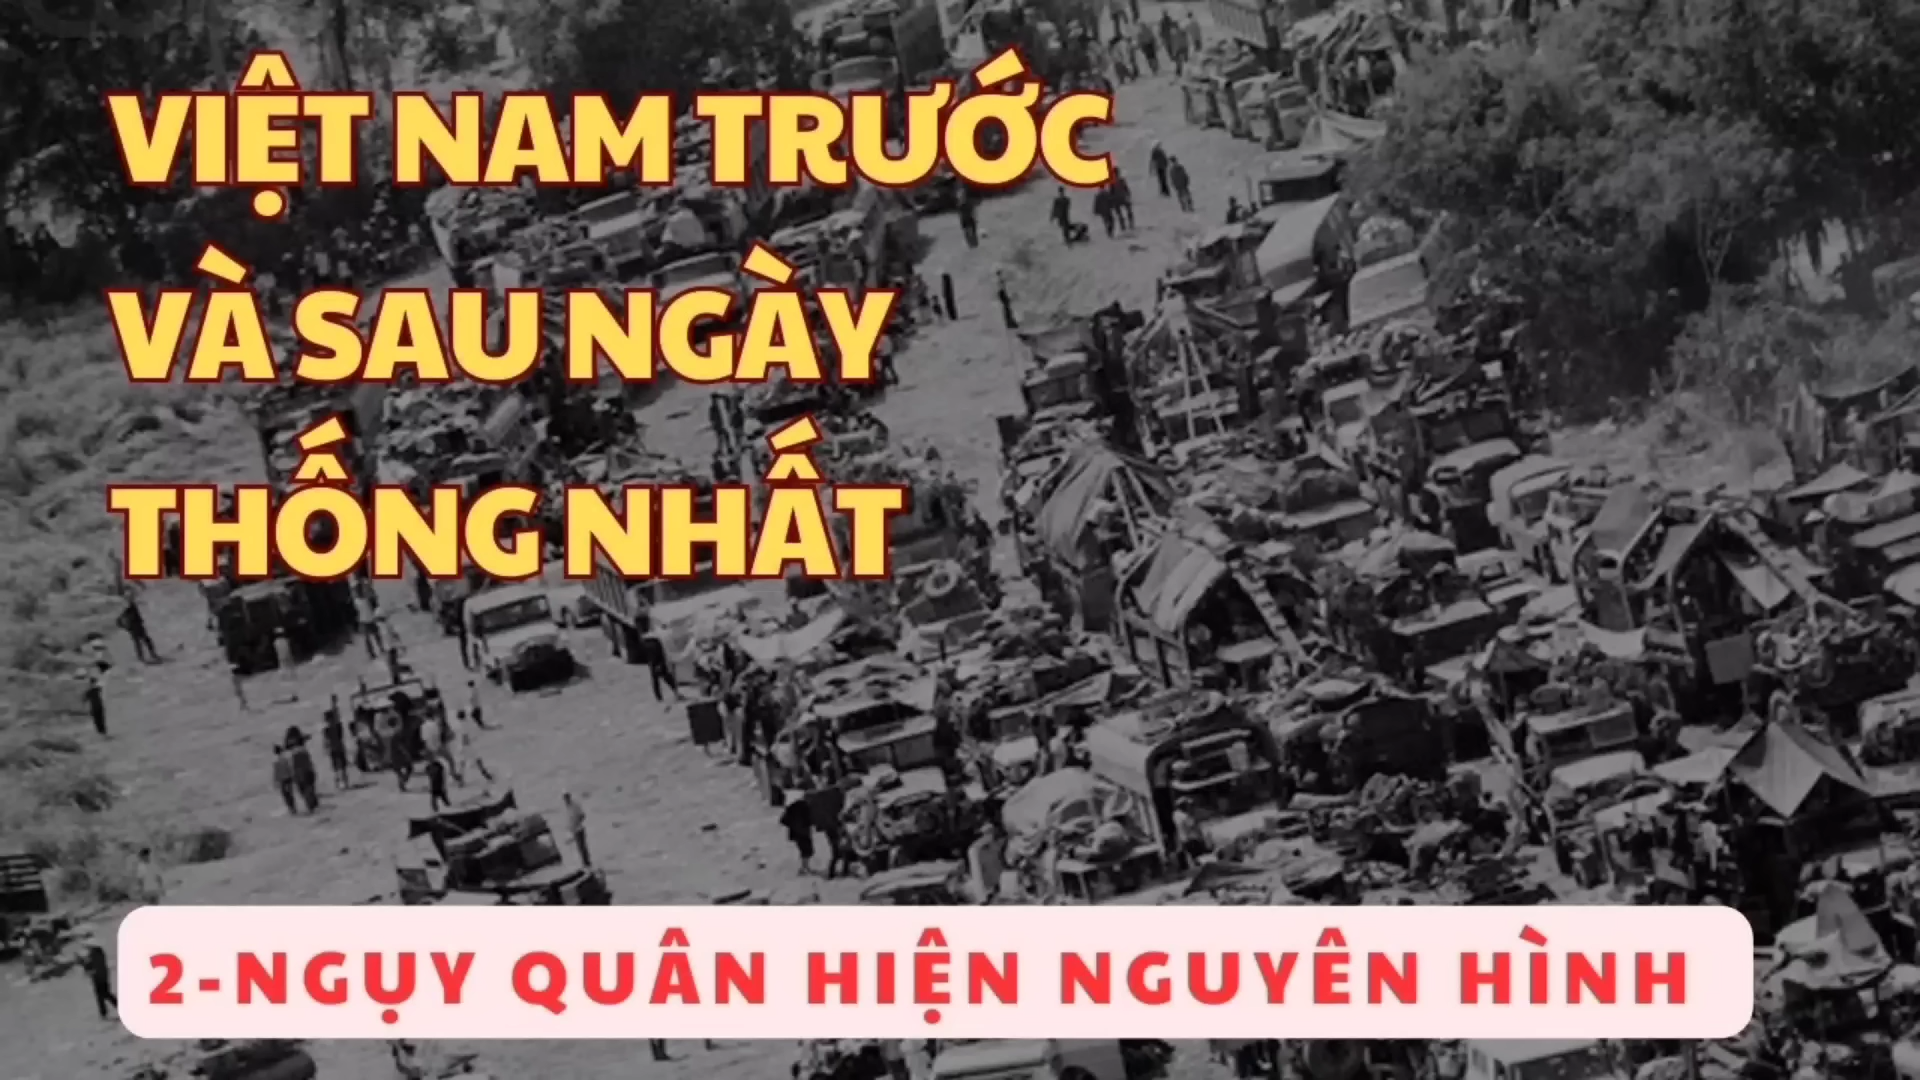 VIỆT NAM TRƯỚC
VÀ SAU NGÀY
THỐNG NHẤT
2-NGỤY QUÂN HIỆN NGUYÊN HÌNH